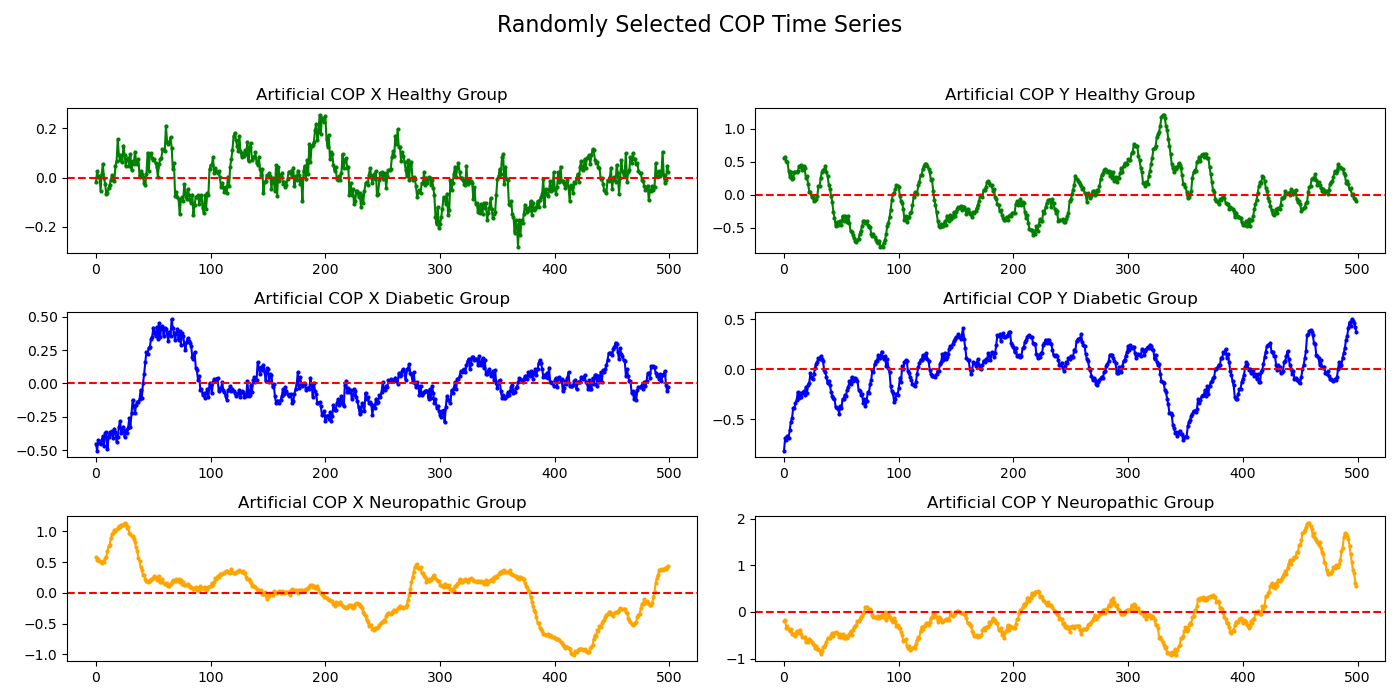 Randomly Selected COP Time Series
Artificial COP X Healthy Group
0.2
0.0
−0.2
0 100 200 300 400 500
Artificial COP Y Healthy Group
1.0
0.5
0.0
−0.5
0 100 200 300 400 500
Artificial COP X Diabetic Group
0.50
0.25
0.00
−0.25
−0.50
0 100 200 300 400 500
Artificial COP Y Diabetic Group
0.5
0.0
−0.5
0 100 200 300 400 500
Artificial COP X Neuropathic Group
1.0
0.5
0.0
−0.5
−1.0
0 100 200 300 400 500
Artificial COP Y Neuropathic Group
2
1
0
−1
0 100 200 300 400 500